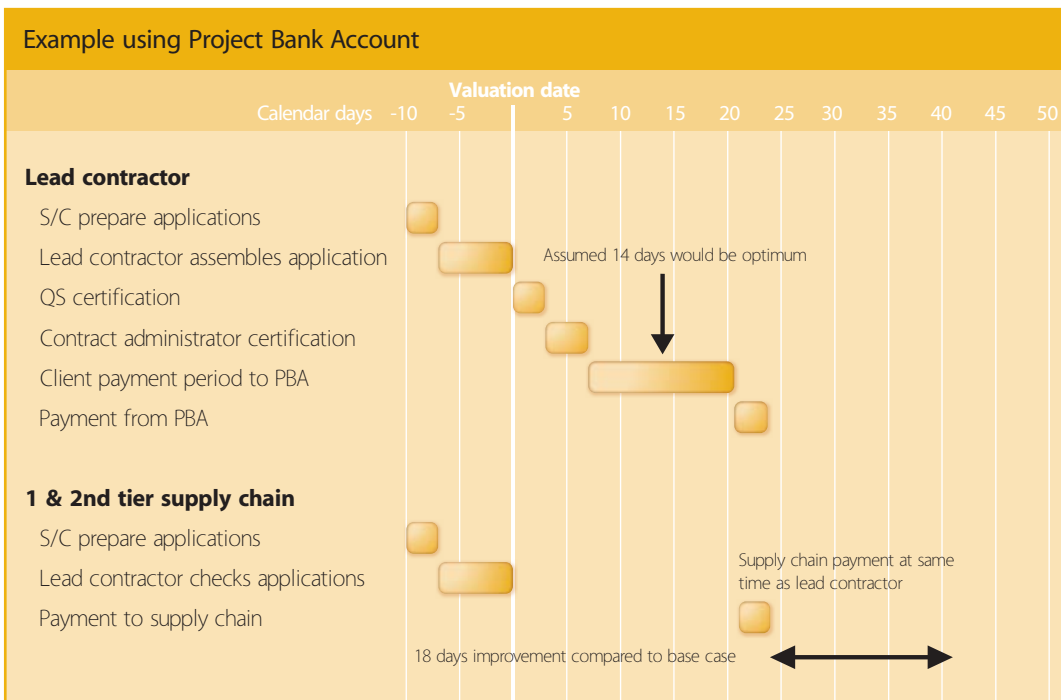 Example using Project Bank Account
Valuation date
Calendar days -10 -5 5 10 15 20 25 30 35 40 45 50
Lead contractor
S/C prepare applications
Lead contractor assembles application
Assumed 14 days would be optimum
QS certification
Contract administrator certification
Client payment period to PBA
Payment from PBA
1 & 2nd tier supply chain
S/C prepare applications
Supply chain payment at same
time as lead contractor
Lead contractor checks applications
Payment to supply chain
18 days improvement compared to base case